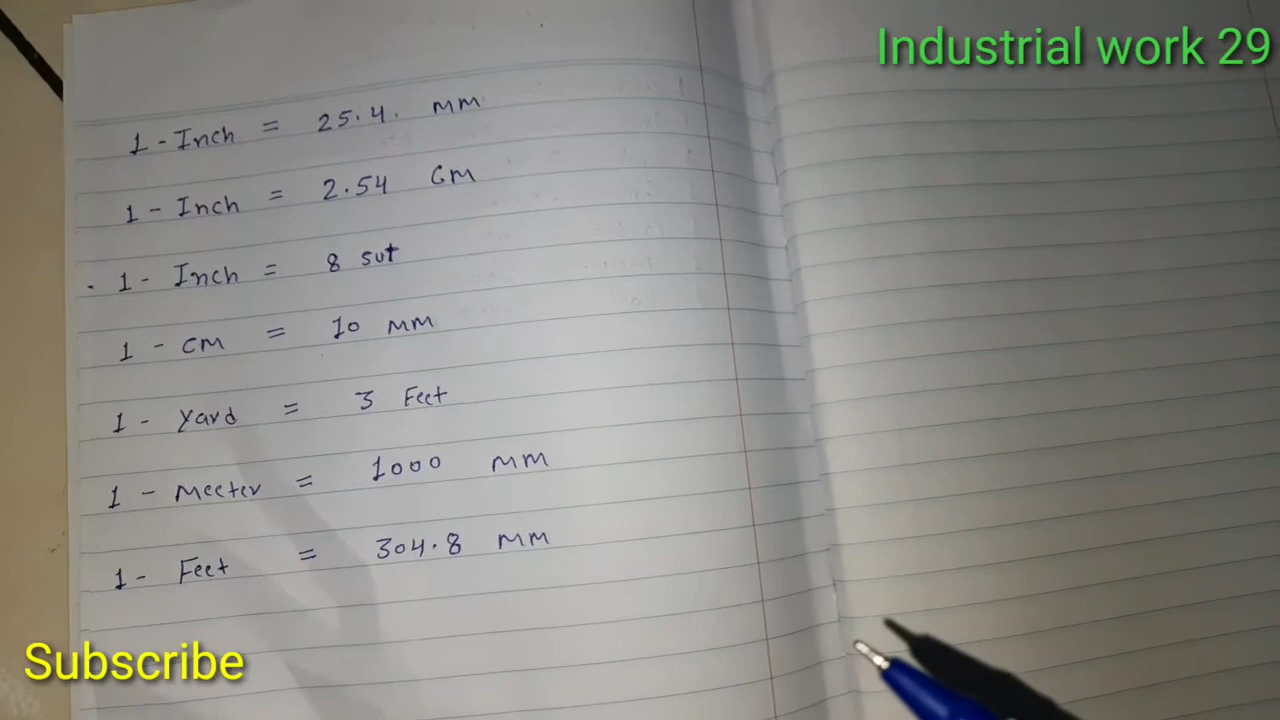 Industrial work 29
1 - Inch = 25.4. mm
1 - Inch = 2.54 cm
. 1 - Inch = 8 sut
1 - cm = 10 mm
1 - Yard = 3 Feet
1 - Meeter = 1000 mm
1 - Feet = 304.8 mm
Subscribe